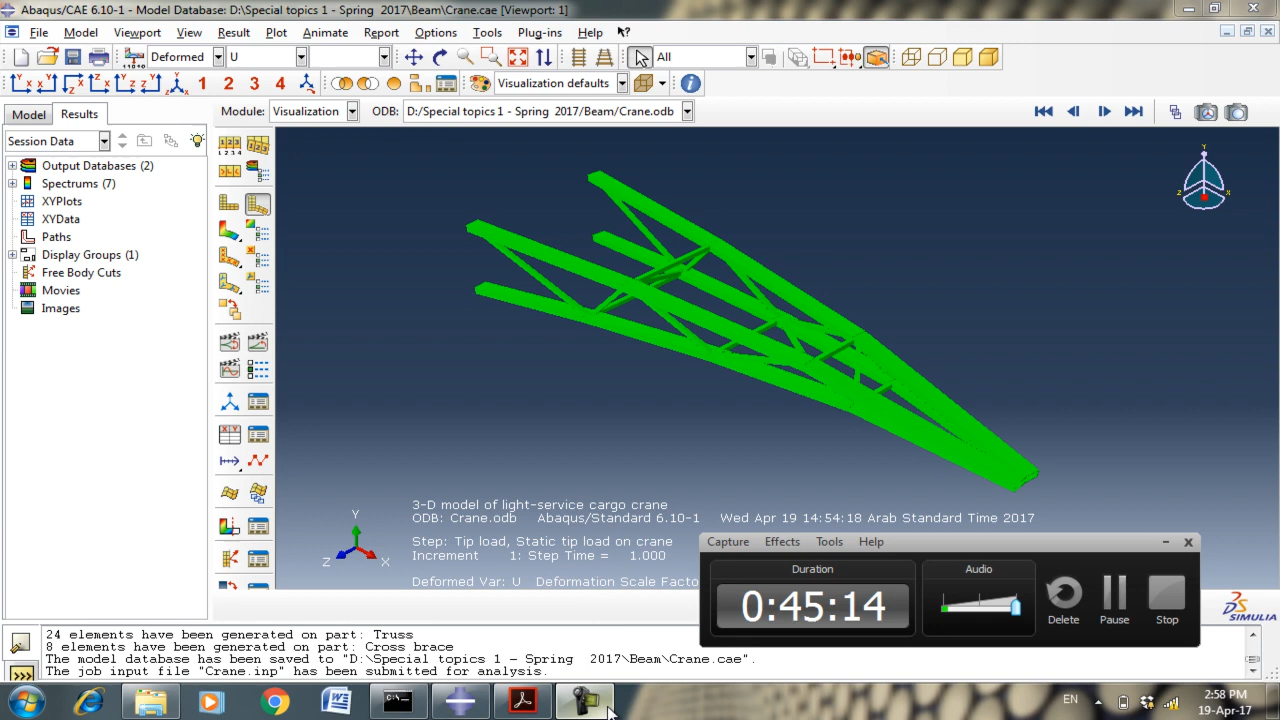 Abaqus/CAE 6.10-1 - Model Database: D:\Special topics 1 - Spring  2017\Beam\Crane.cae [Viewport: 1]
File Model Viewport View Result Plot Animate Report Options Tools Plug-ins Help
Deformed U All
1 2 3 4 Visualization defaults
Model Results Module: Visualization ODB: D:/Special topics 1 - Spring  2017/Beam/Crane.odb
Session Data
Output Databases (2)
Spectrums (7)
XYPlots
XYData
Paths
Display Groups (1)
Free Body Cuts
Movies
Images
Y
Z X
3-D model of light-service cargo crane
ODB: Crane.odb    Abaqus/Standard 6.10-1    Wed Apr 19 14:54:18 Arab Standard Time 2017
Step: Tip load, Static tip load on crane
Increment      1: Step Time =    1.000
Deformed Var: U    Deformation Scale Facto
Y
Z X
Capture Effects Tools Help
Duration Audio
0:45:14
Delete Pause Stop
SIMULIA
24 elements have been generated on part: Truss
8 elements have been generated on part: Cross brace
The model database has been saved to "D:\Special topics 1 - Spring  2017\Beam\Crane.cae".
The job input file "Crane.inp" has been submitted for analysis.
>>>
EN 2:58 PM
19-Apr-17